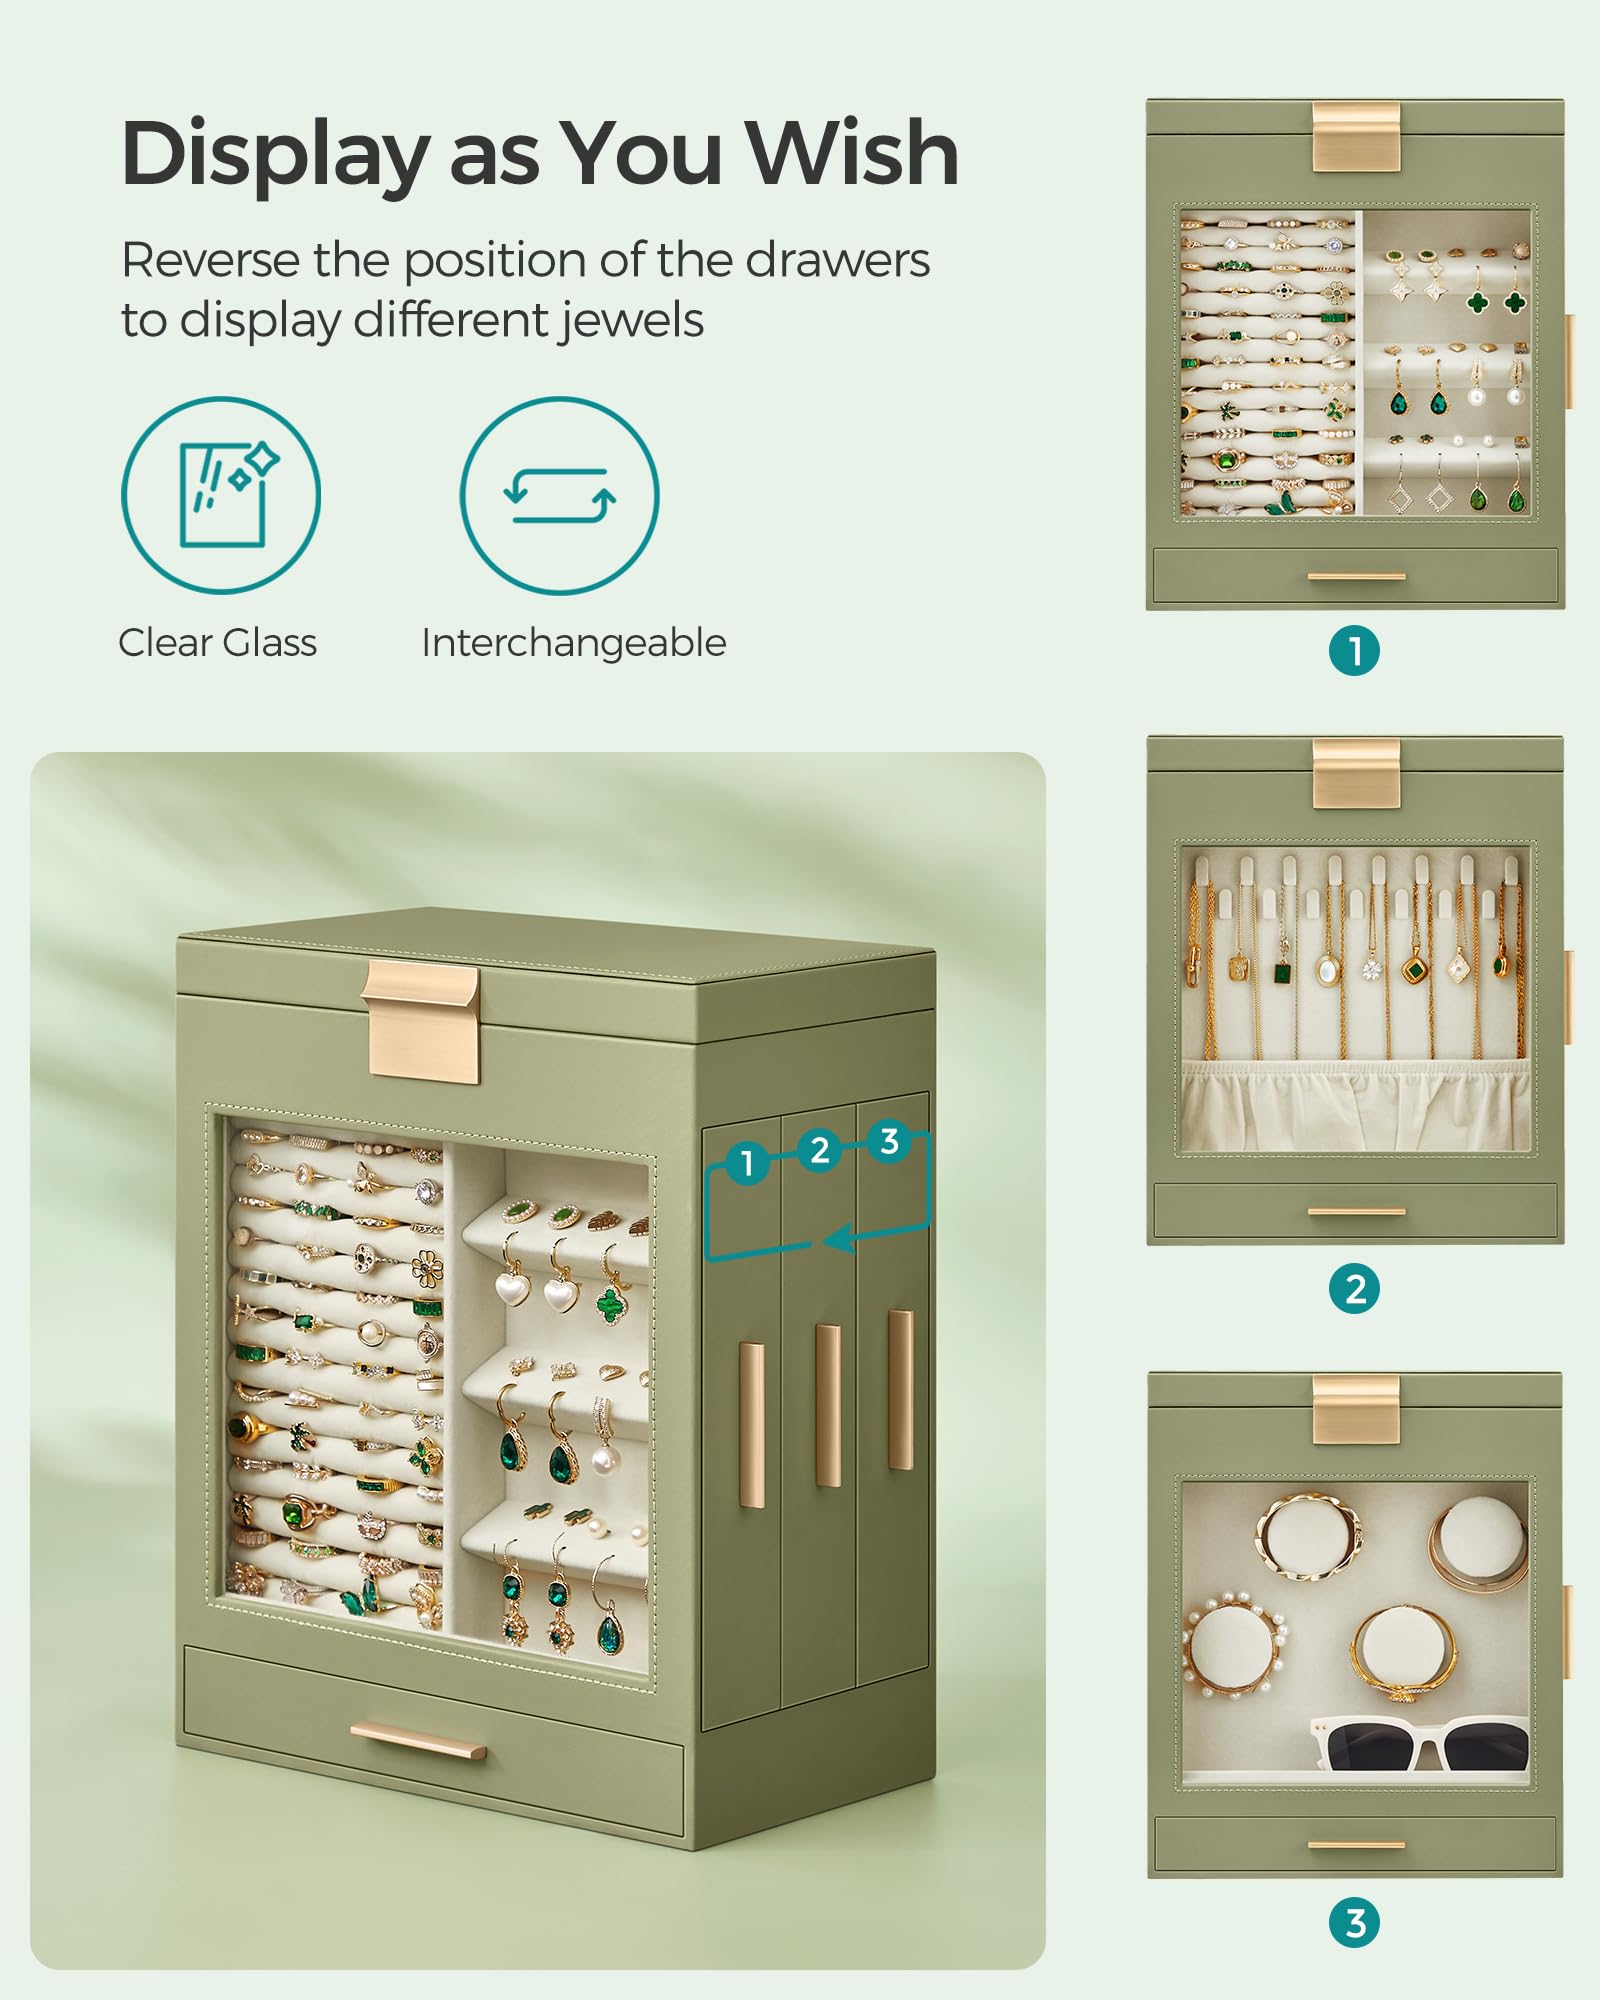 Display as You Wish
Reverse the position of the drawers
to display different jewels
Clear Glass
Interchangeable
1
2
3
1
2
3